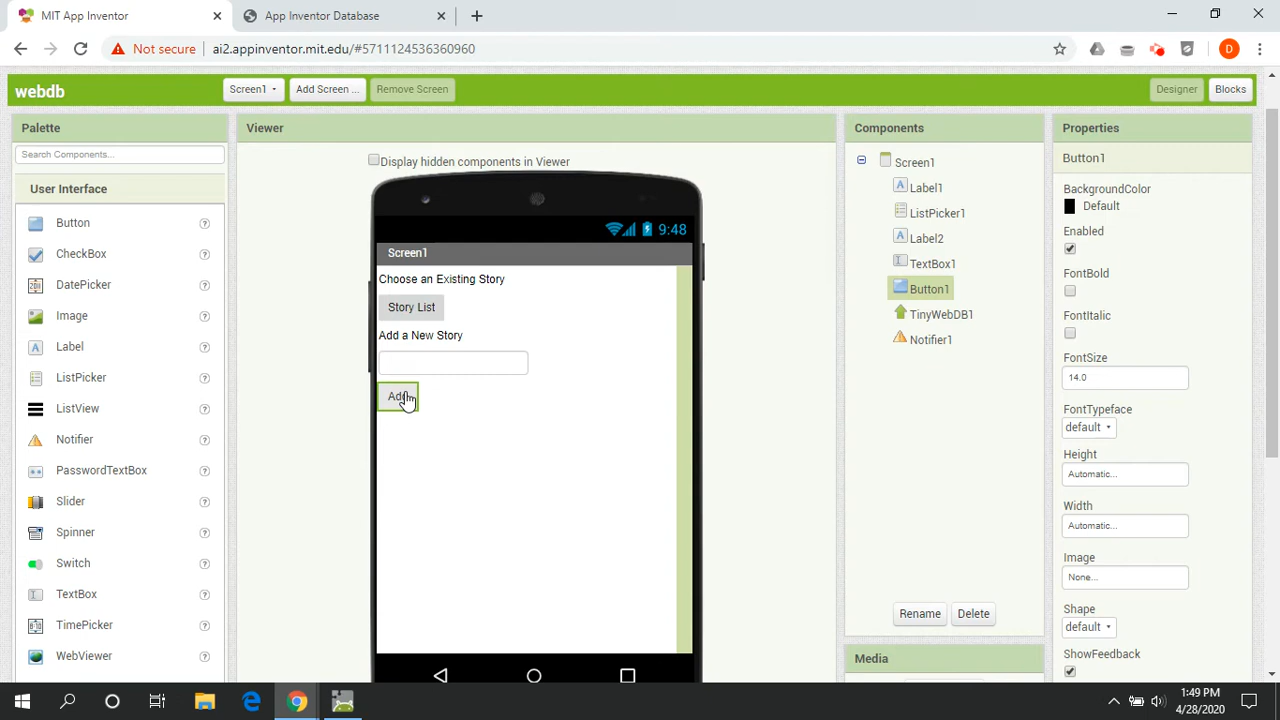 MIT App Inventor
App Inventor Database
Not secure
ai2.appinventor.mit.edu/#5711124536360960
D
webdb
Screen1
Add Screen ...
Remove Screen
Designer
Blocks
Palette
Viewer
Components
Properties
Search Components...
User Interface
Button
CheckBox
DatePicker
Image
Label
ListPicker
ListView
Notifier
PasswordTextBox
Slider
Spinner
Switch
TextBox
TimePicker
WebViewer
Display hidden components in Viewer
9:48
Screen1
Choose an Existing Story
Story List
Add a New Story
Add
Screen1
Label1
ListPicker1
Label2
TextBox1
Button1
TinyWebDB1
Notifier1
Rename
Delete
Media
Button1
BackgroundColor
Default
Enabled
FontBold
FontItalic
FontSize
14.0
FontTypeface
default
Height
Automatic...
Width
Automatic...
Image
None...
Shape
default
ShowFeedback
1:49 PM
4/28/2020